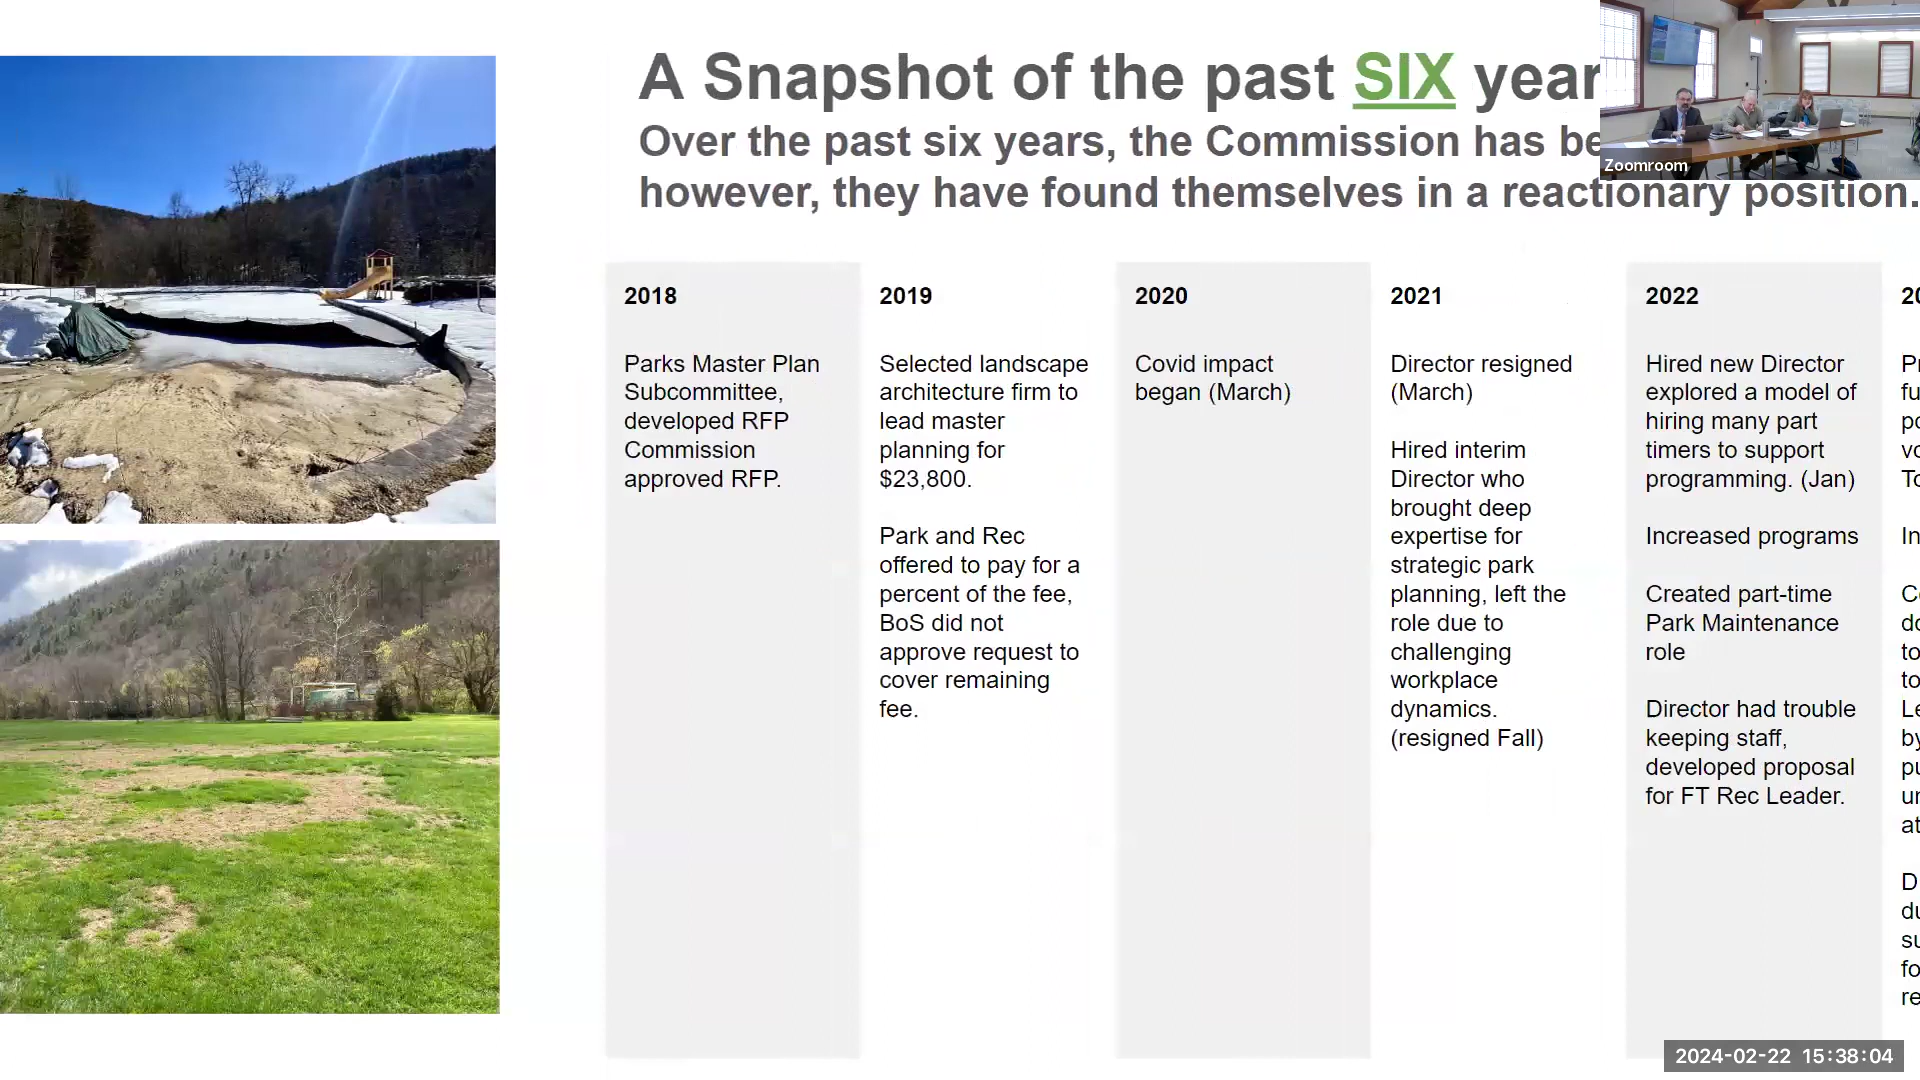 A Snapshot of the past SIX year
Over the past six years, the Commission has be
however, they have found themselves in a reactionary position.
Zoomroom
2018
Parks Master Plan
Subcommittee,
developed RFP
Commission
approved RFP.
2019
Selected landscape
architecture firm to
lead master
planning for
$23,800.
Park and Rec
offered to pay for a
percent of the fee,
BoS did not
approve request to
cover remaining
fee.
2020
Covid impact
began (March)
2021
Director resigned
(March)
Hired interim
Director who
brought deep
expertise for
strategic park
planning, left the
role due to
challenging
workplace
dynamics.
(resigned Fall)
2022
Hired new Director
explored a model of
hiring many part
timers to support
programming. (Jan)
Increased programs
Created part-time
Park Maintenance
role
Director had trouble
keeping staff,
developed proposal
for FT Rec Leader.
2024-02-22 15:38:04